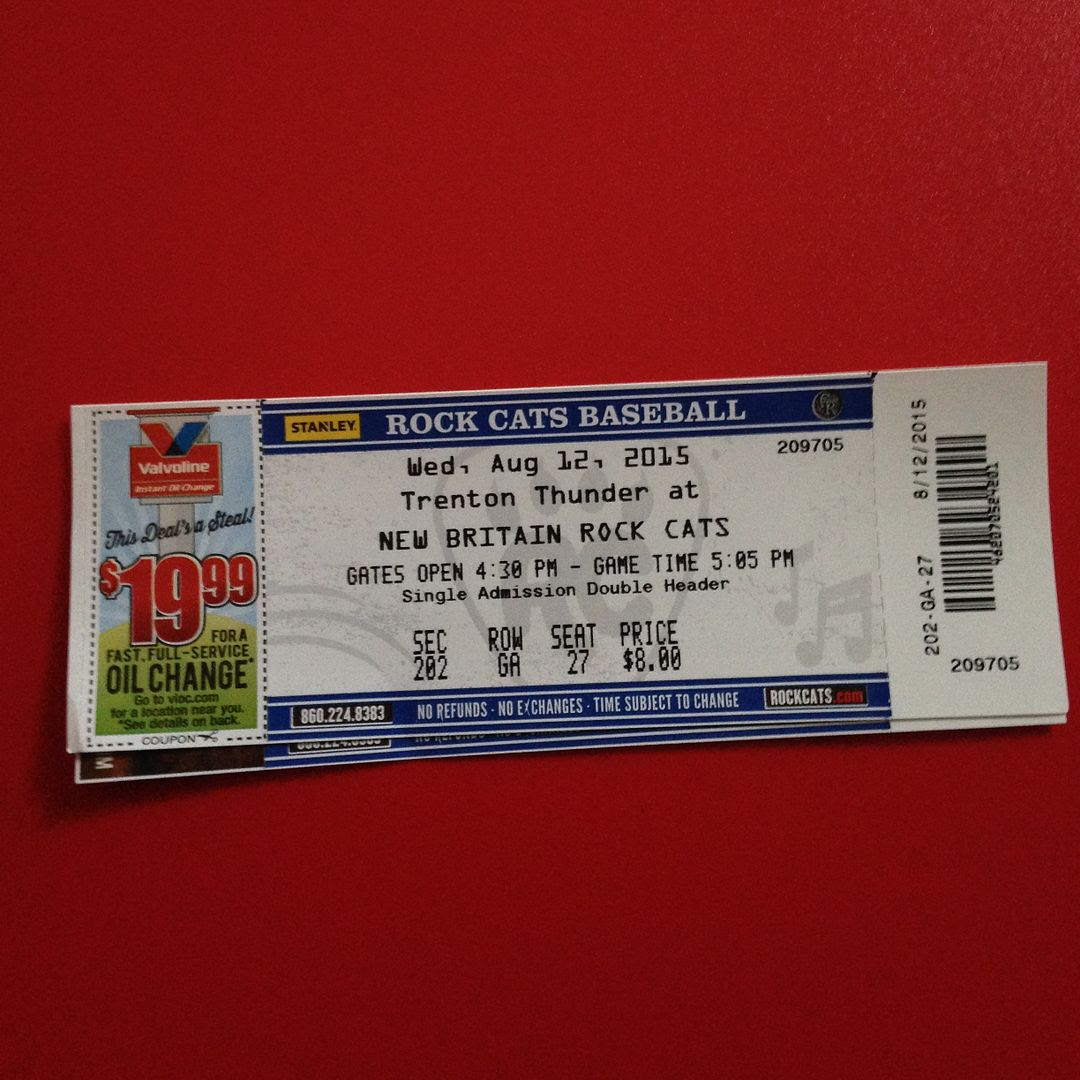 Valvoline
Instant Oil Change
This Deal's a Steal!
$19.99
FOR A
FAST, FULL-SERVICE
OIL CHANGE*
Go to vioc.com
for a location near you.
*See details on back.
COUPON
STANLEY
ROCK CATS BASEBALL
209705
Wed, Aug 12, 2015
Trenton Thunder at
NEW BRITAIN ROCK CATS
GATES OPEN 4:30 PM - GAME TIME 5:05 PM
Single Admission Double Header
SEC ROW SEAT PRICE
202 GA 27 $8.00
860.224.8383
NO REFUNDS · NO EXCHANGES · TIME SUBJECT TO CHANGE
ROCKCATS.com
202-GA-27 8/12/2015
209705